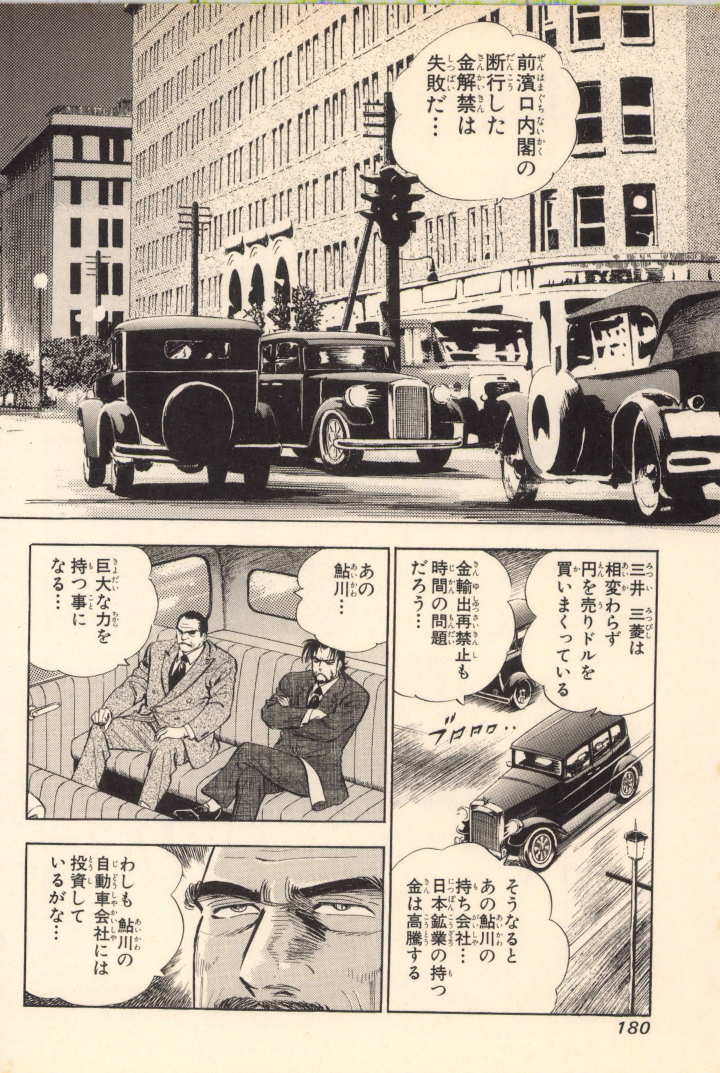 前濱口内閣の
断行した
金解禁は
失敗だ…
三井 三菱は
相変わらず
円を売りドルを
買いまくっている
金輸出再禁止も
時間の問題
だろう…
ブロロロ‥
そうなると
あの鮎川の
持ち会社…
日本鉱業の持つ
金は高騰する
あの
鮎川…
巨大な力を
持つ事に
なる…
わしも 鮎川の
自動車会社には
投資して
いるがな…
180